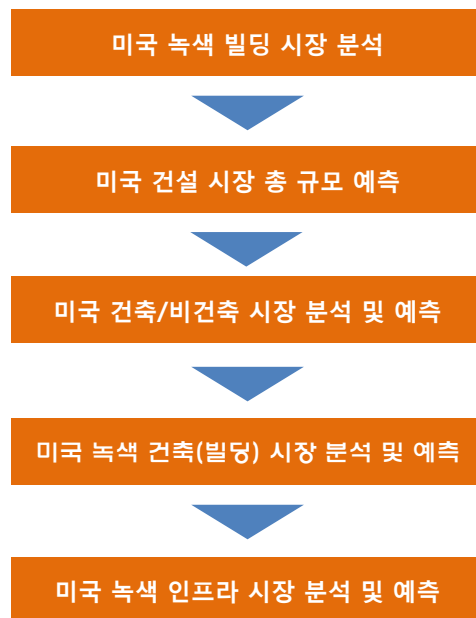 미국 녹색 빌딩 시장 분석
미국 건설 시장 총 규모 예측
미국 건축/비건축 시장 분석 및 예측
미국 녹색 건축(빌딩) 시장 분석 및 예측
미국 녹색 인프라 시장 분석 및 예측